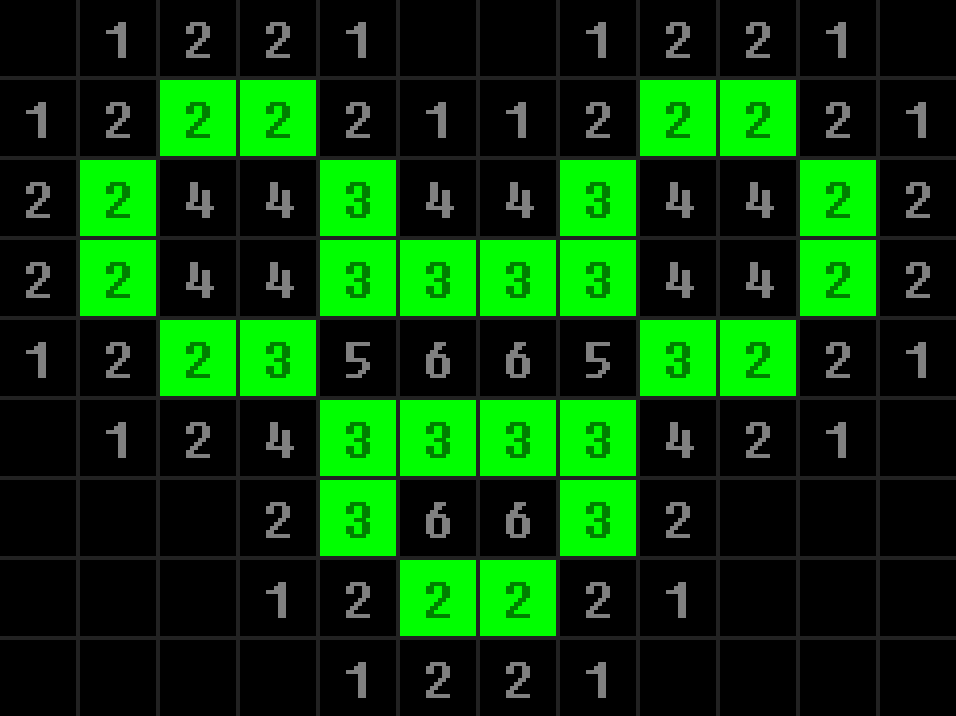 1 2 2 1 1 2 2 1
1 2 2 2 2 1 1 2 2 2 2 1
2 2 4 4 3 4 4 3 4 4 2 2
2 2 4 4 3 3 3 3 4 4 2 2
1 2 2 3 5 6 6 5 3 2 2 1
1 2 4 3 3 3 3 4 2 1
2 3 6 6 3 2
1 2 2 2 2 1
1 2 2 1